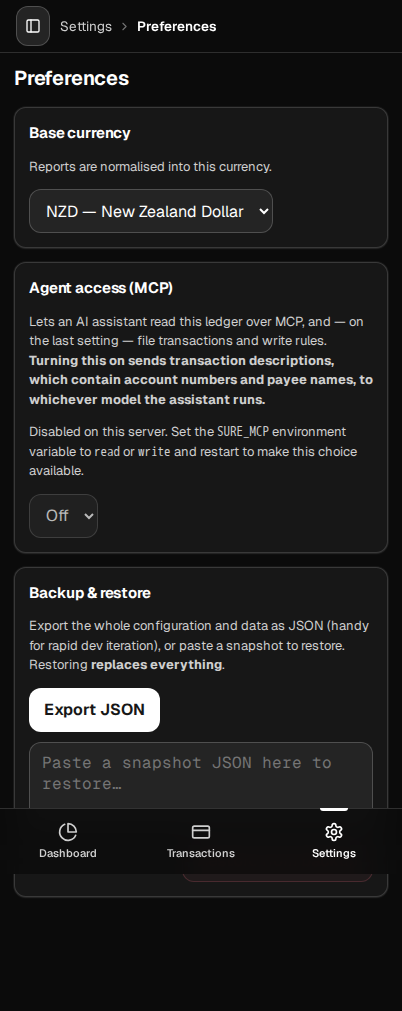 Settings > Preferences
Preferences
Base currency
Reports are normalised into this currency.
NZD — New Zealand Dollar
Agent access (MCP)
Lets an AI assistant read this ledger over MCP, and — on
the last setting — file transactions and write rules.
Turning this on sends transaction descriptions,
which contain account numbers and payee names, to
whichever model the assistant runs.
Disabled on this server. Set the SURE_MCP environment
variable to read or write and restart to make this choice
available.
Off
Backup & restore
Export the whole configuration and data as JSON (handy
for rapid dev iteration), or paste a snapshot to restore.
Restoring replaces everything.
Export JSON
Paste a snapshot JSON here to
restore…
Dashboard
Transactions
Settings